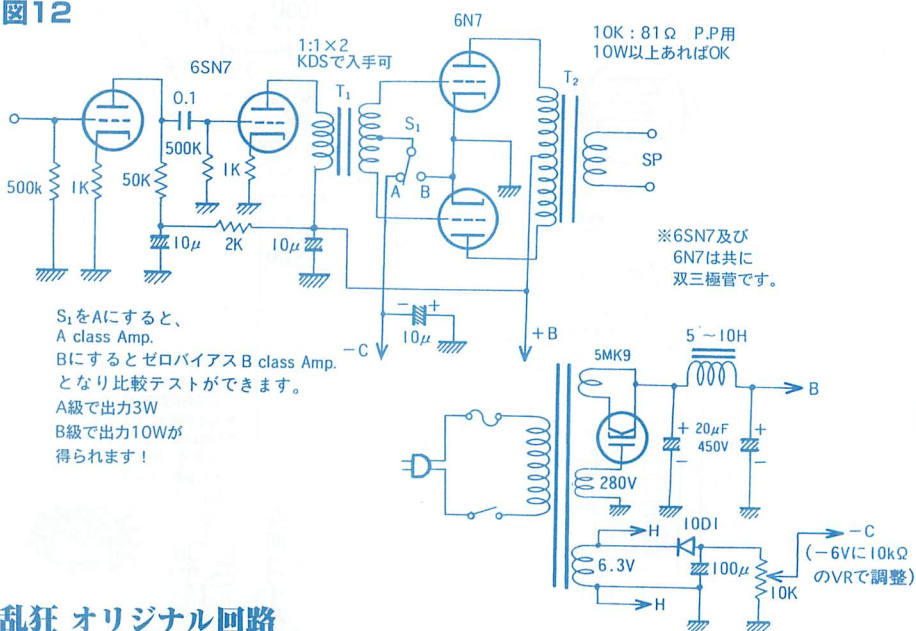 図12
6N7
10K：81Ω P.P用
10W以上あればOK
1:1×2
KDSで入手可
6SN7
T₁
T₂
0.1
S₁
500K
1K
SP
500k
1K
50K
A
B
10μ
2K
10μ
※6SN7及び
6N7は共に
双三極菅です。
S₁をAにすると、
A class Amp.
BにするとゼロバイアスB class Amp.
となり比較テストができます。
A級で出力3W
B級で出力10Wが
得られます！
－ ＋
10μ
－C
＋B
5MK9
5～10H
B
＋
－
20μF
450V
＋
－
280V
H
10D1
－C
6.3V
100μ
10K
(－6Vに10kΩ
のVRで調整)
H
乱狂 オリジナル回路